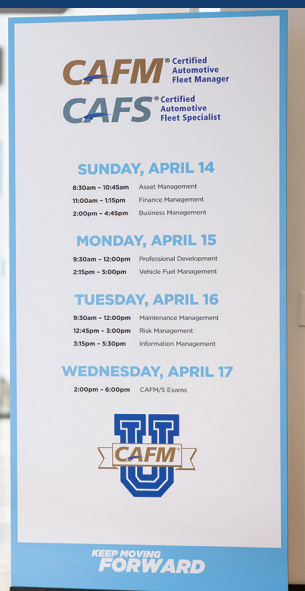 CAFM® Certified
Automotive
Fleet Manager
CAFS® Certified
Automotive
Fleet Specialist
SUNDAY, APRIL 14
8:30am – 10:45am Asset Management
11:00am – 1:15pm Finance Management
2:00pm – 4:45pm Business Management
MONDAY, APRIL 15
9:30am – 12:00pm Professional Development
2:15pm – 5:00pm Vehicle Fuel Management
TUESDAY, APRIL 16
9:30am – 12:00pm Maintenance Management
12:45pm – 3:00pm Risk Management
3:15pm – 5:30pm Information Management
WEDNESDAY, APRIL 17
2:00pm – 6:00pm CAFM/S Exams
U
CAFM®
KEEP MOVING
FORWARD